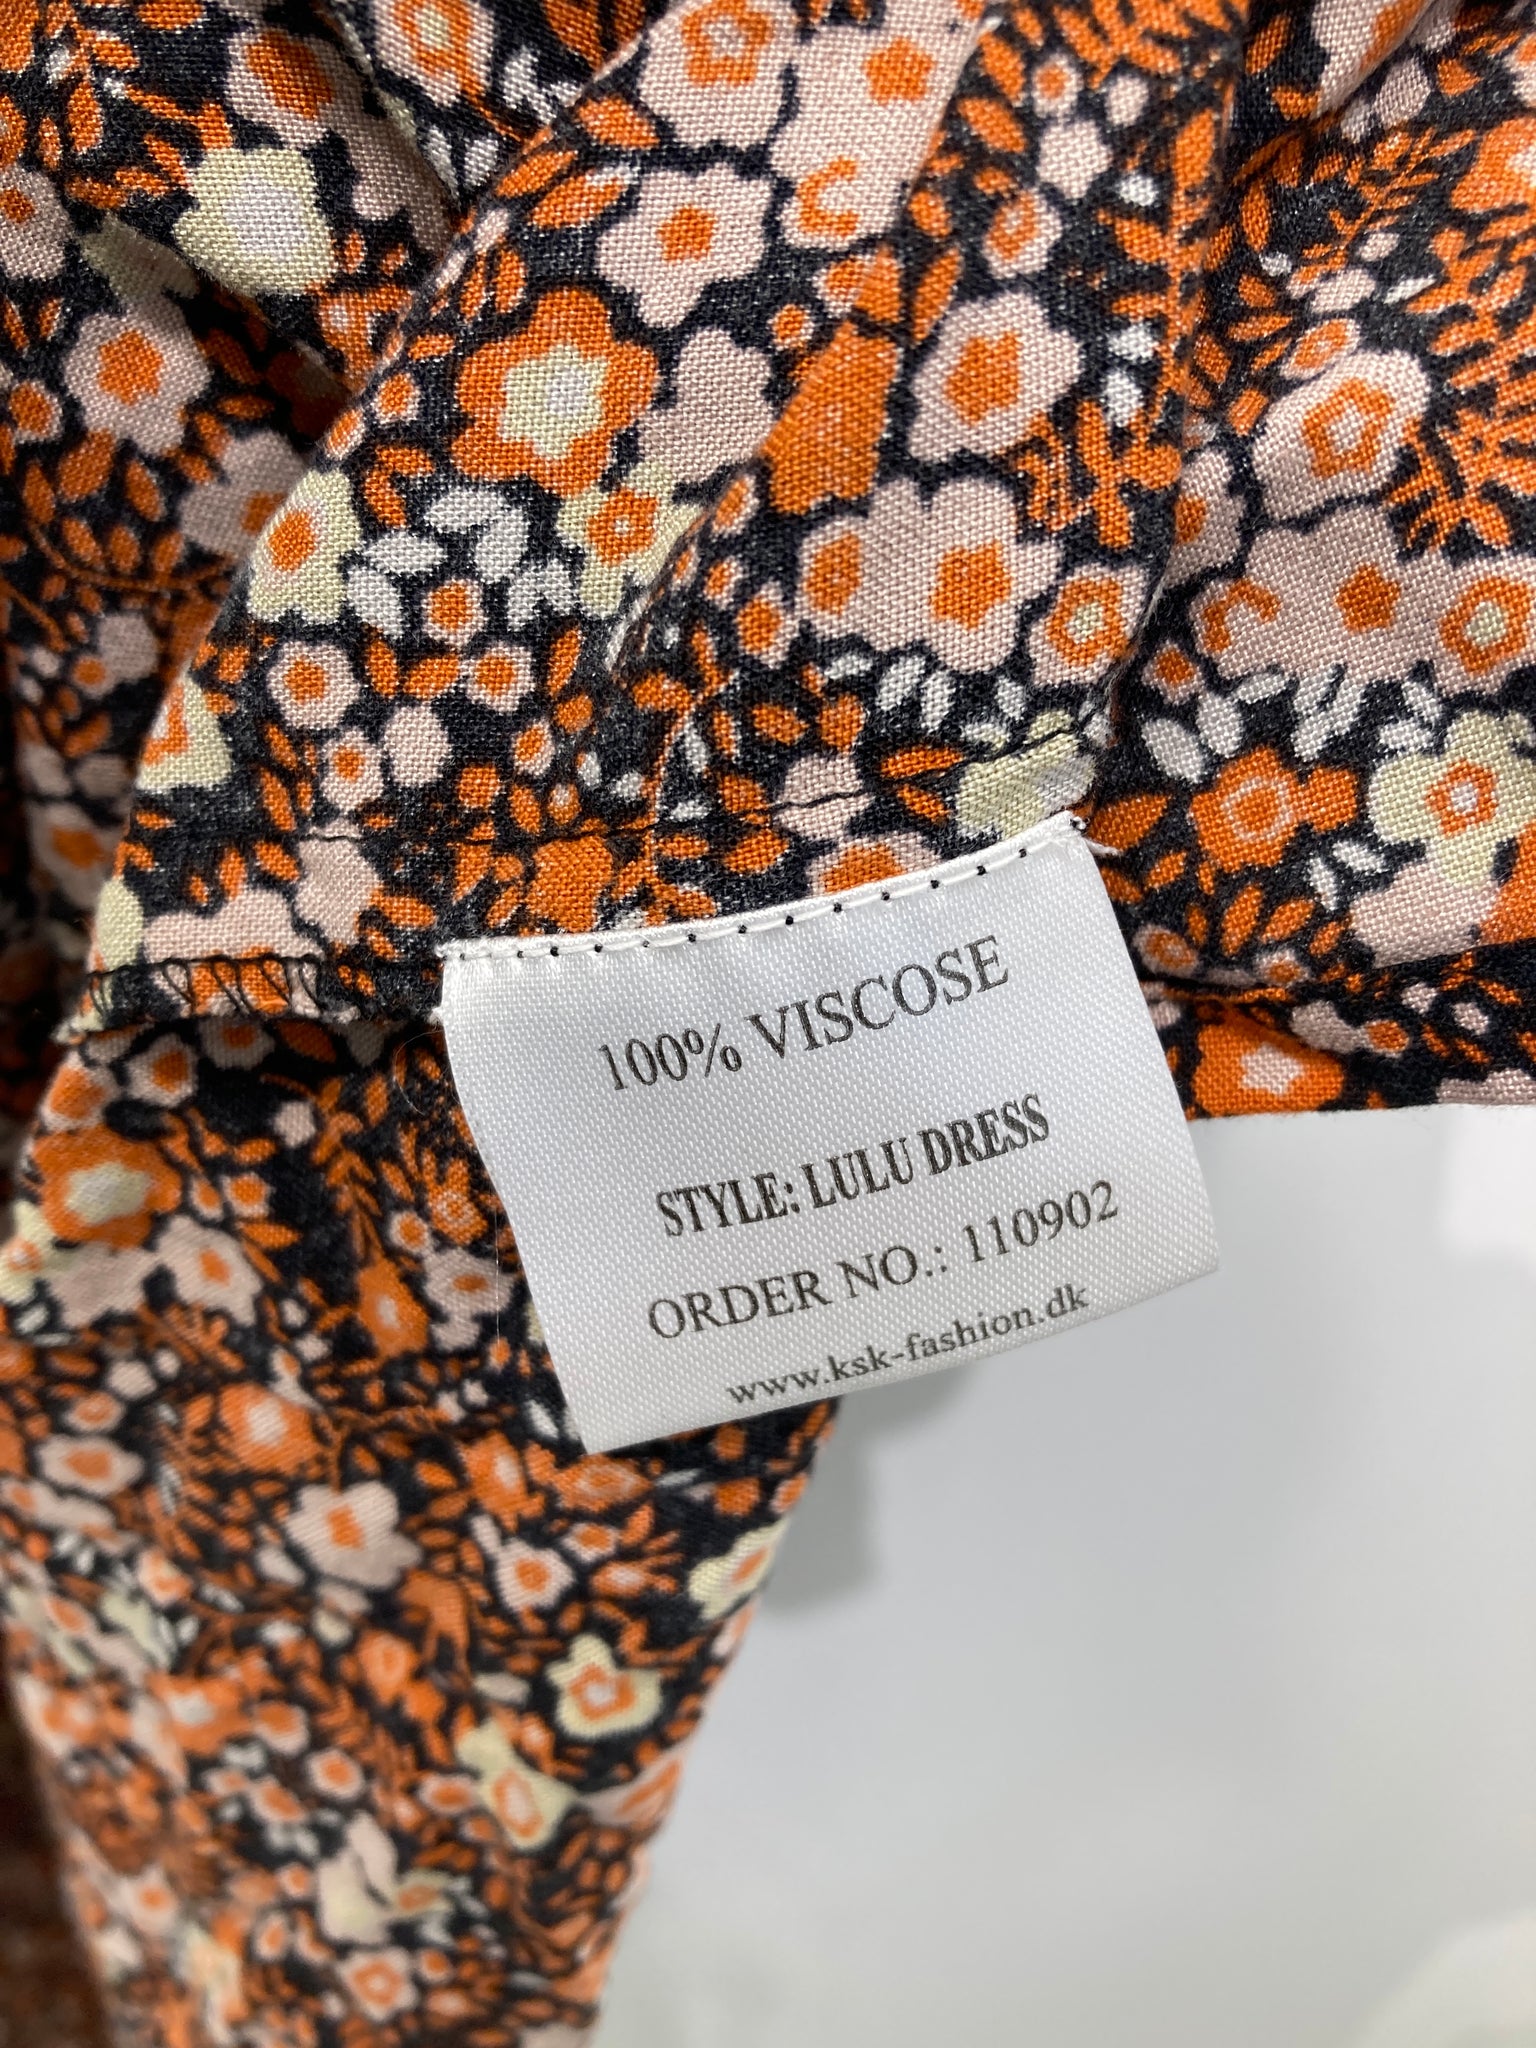 100% VISCOSE
STYLE: LULU DRESS
ORDER NO.: 110902
www.ksk-fashion.dk